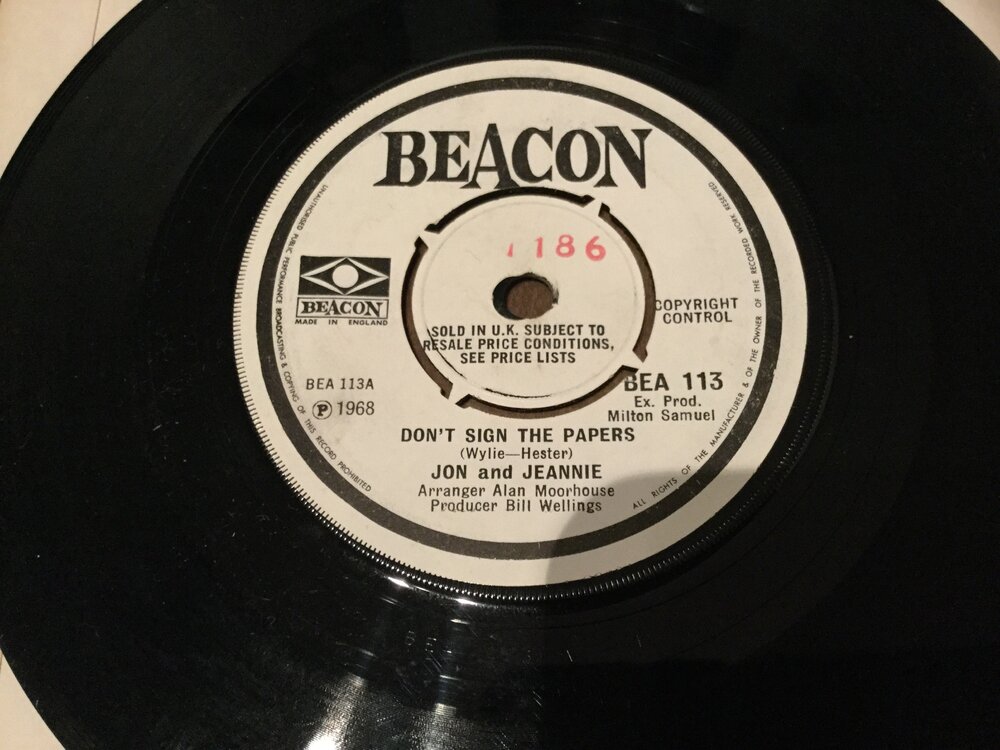 BEACON
1186
BEACON
MADE IN ENGLAND
SOLD IN U.K. SUBJECT TO
RESALE PRICE CONDITIONS,
SEE PRICE LISTS
COPYRIGHT
CONTROL
BEA 113A
℗ 1968
BEA 113
Ex. Prod.
Milton Samuel
DON'T SIGN THE PAPERS
(Wylie—Hester)
JON and JEANNIE
Arranger Alan Moorhouse
Producer Bill Wellings
UNAUTHORISED PUBLIC PERFORMANCE BROADCASTING & COPYING OF THIS RECORD PROHIBITED
ALL RIGHTS OF THE MANUFACTURER & OF THE OWNER OF THE RECORDED WORK RESERVED